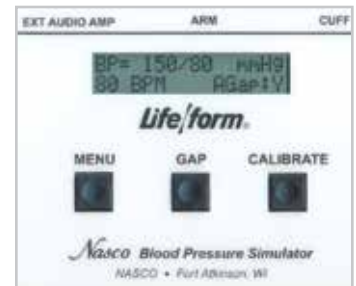 EXT AUDIO AMP ARM CUFF
BP= 150/80 mmHg
80 BPM AGap:Y
Life/form®
MENU GAP CALIBRATE
Nasco Blood Pressure Simulator
NASCO • Fort Atkinson, WI